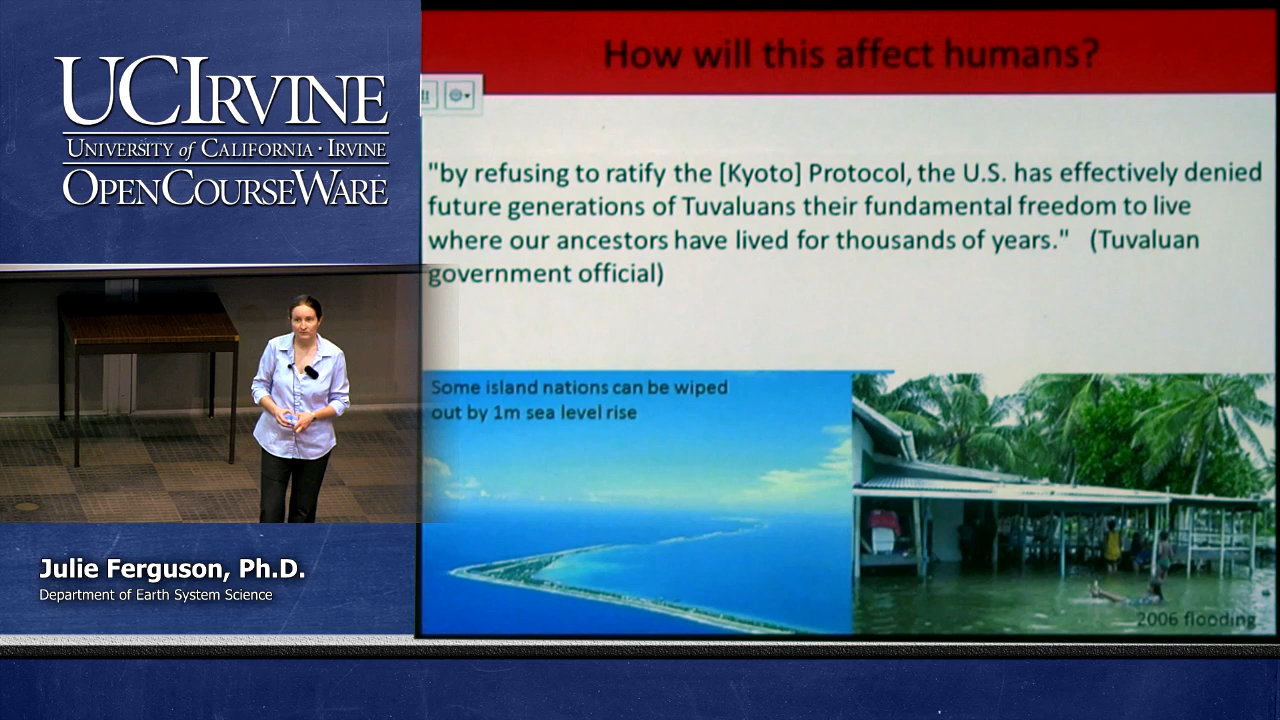 UCIRVINE
UNIVERSITY of CALIFORNIA · IRVINE
OPENCOURSEWARE
How will this affect humans?
"by refusing to ratify the [Kyoto] Protocol, the U.S. has effectively denied
future generations of Tuvaluans their fundamental freedom to live
where our ancestors have lived for thousands of years." (Tuvaluan
government official)
Some island nations can be wiped
out by 1m sea level rise
2006 flooding
Julie Ferguson, Ph.D.
Department of Earth System Science